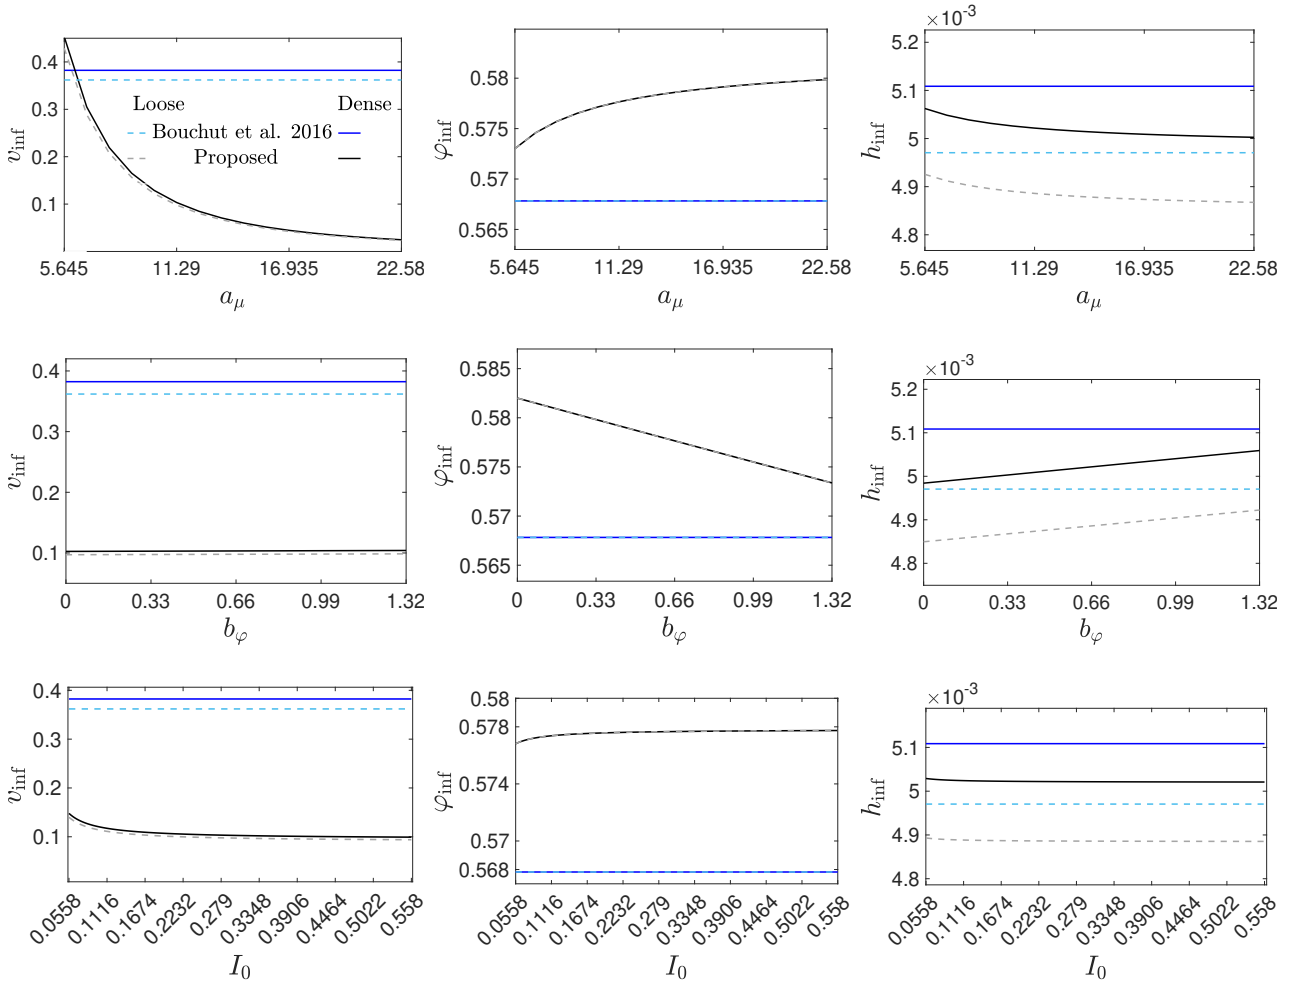 0.4
0.3
0.2
0.1
v_inf
Loose Dense
Bouchut et al. 2016
Proposed
5.645 11.29 16.935 22.58
a_μ
0.58
0.575
0.57
0.565
φ_inf
5.645 11.29 16.935 22.58
a_μ
×10^-3
5.2
5.1
5
4.9
4.8
h_inf
5.645 11.29 16.935 22.58
a_μ
0.4
0.3
0.2
0.1
v_inf
0 0.33 0.66 0.99 1.32
b_φ
0.585
0.58
0.575
0.57
0.565
φ_inf
0 0.33 0.66 0.99 1.32
b_φ
×10^-3
5.2
5.1
5
4.9
4.8
h_inf
0 0.33 0.66 0.99 1.32
b_φ
0.4
0.3
0.2
0.1
v_inf
0.0558 0.1116 0.1674 0.2232 0.279 0.3348 0.3906 0.4464 0.5022 0.558
I_0
0.58
0.578
0.574
0.57
0.568
φ_inf
0.0558 0.1116 0.1674 0.2232 0.279 0.3348 0.3906 0.4464 0.5022 0.558
I_0
×10^-3
5.1
5
4.9
4.8
h_inf
0.0558 0.1116 0.1674 0.2232 0.279 0.3348 0.3906 0.4464 0.5022 0.558
I_0